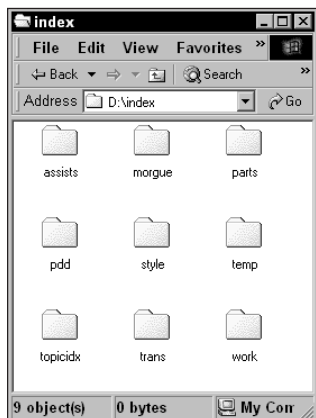 index
File Edit View Favorites »
Back Search »
Address D:\index Go
assists morgue parts
pdd style temp
topicidx trans work
9 object(s) 0 bytes My Com